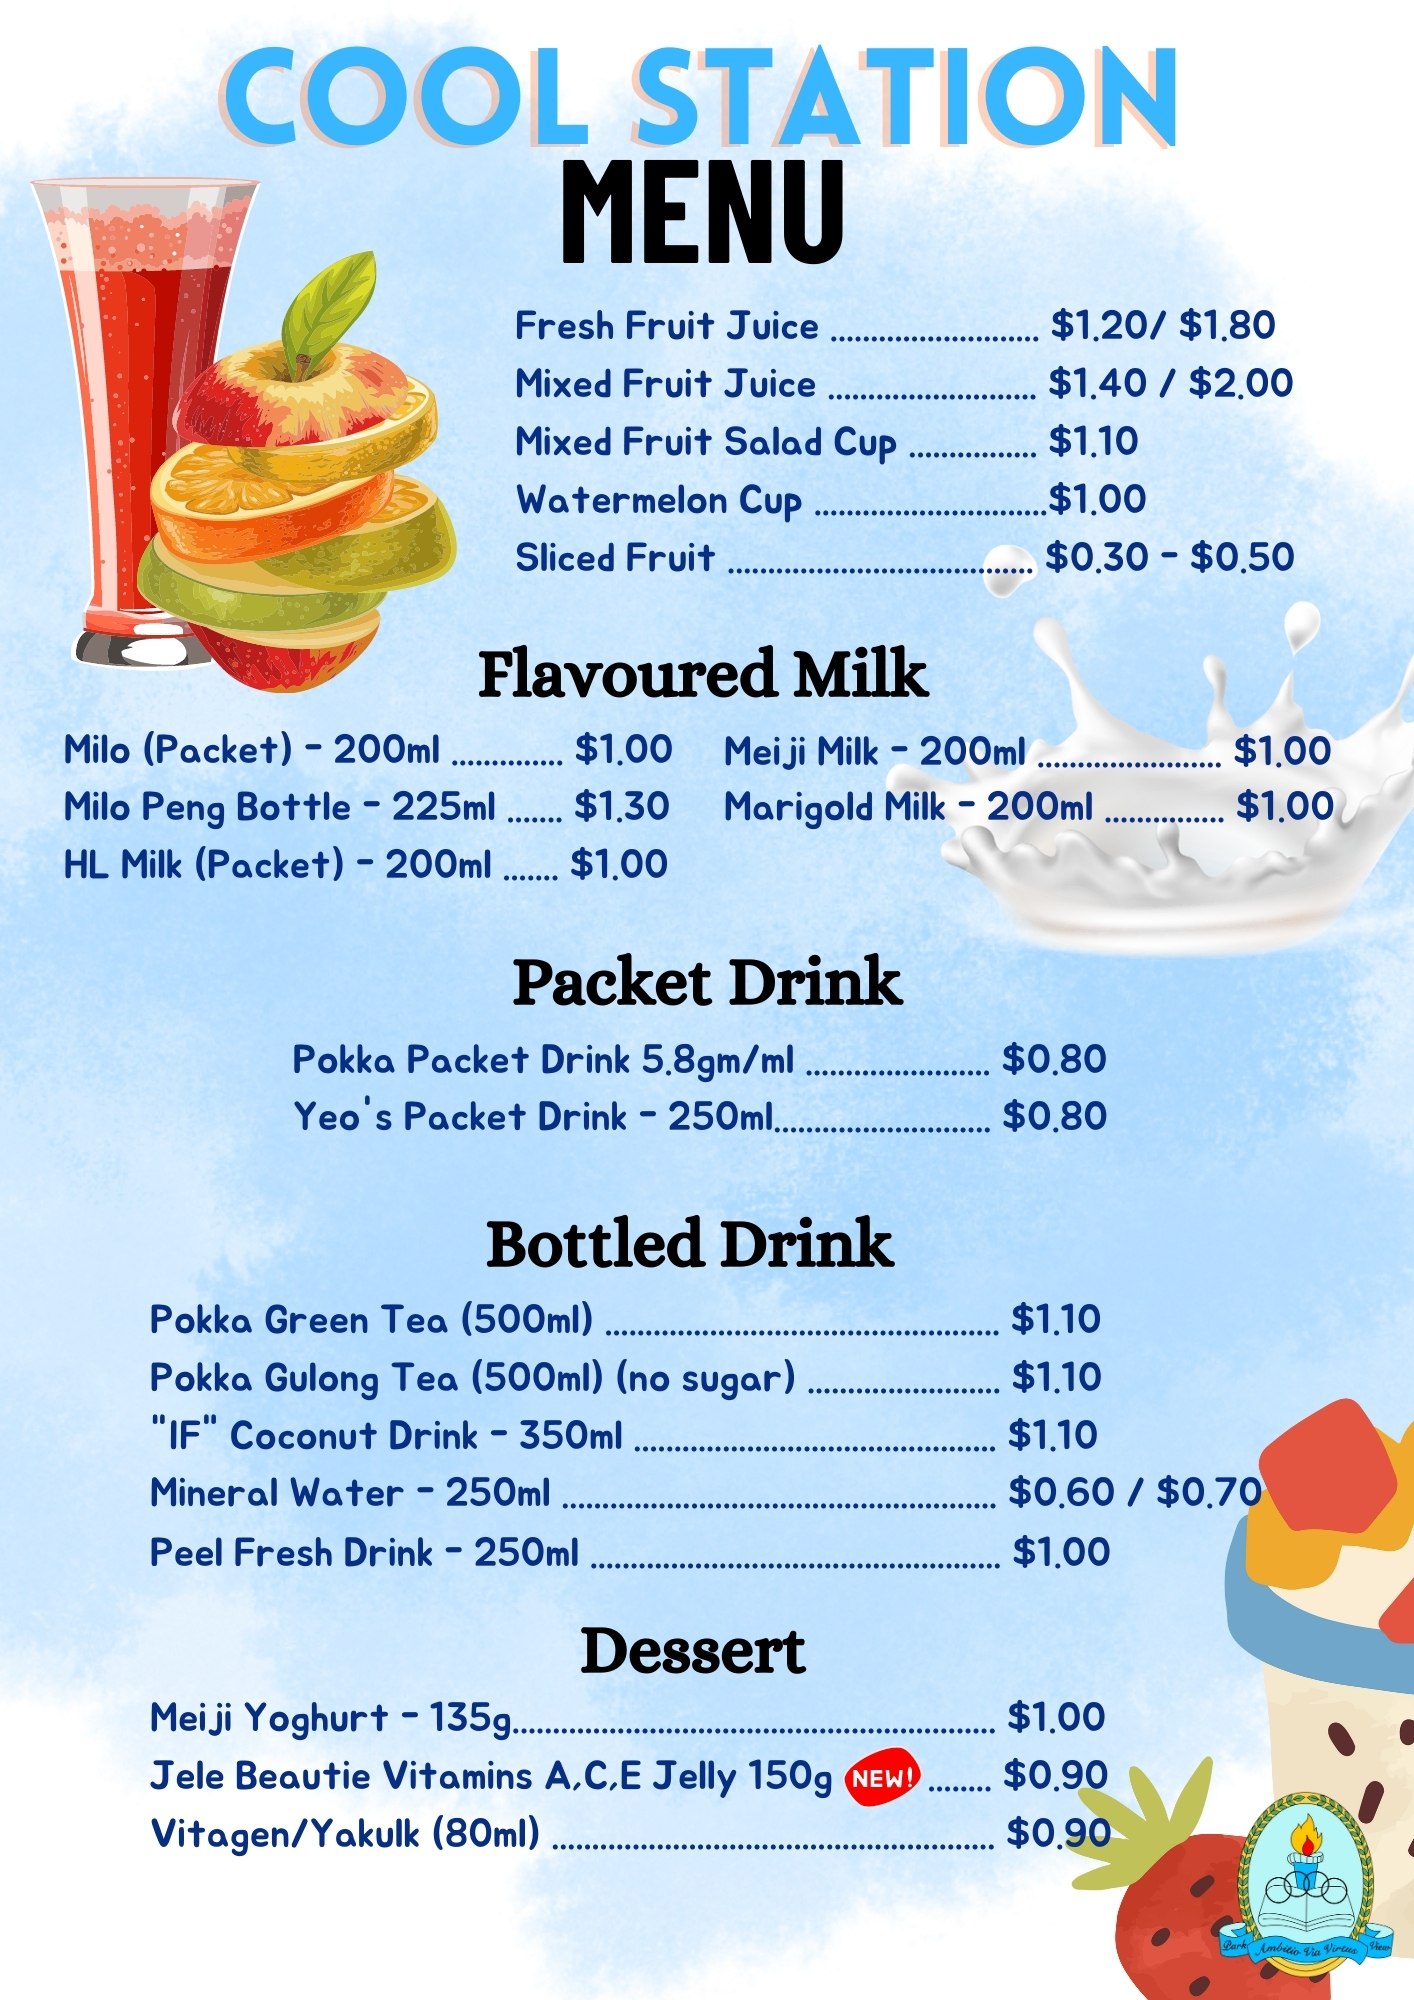 COOL STATION
MENU
Fresh Fruit Juice .......................... $1.20/ $1.80
Mixed Fruit Juice .......................... $1.40 / $2.00
Mixed Fruit Salad Cup ................ $1.10
Watermelon Cup .............................$1.00
Sliced Fruit ...................................... $0.30 - $0.50
Flavoured Milk
Milo (Packet) - 200ml .............. $1.00
Milo Peng Bottle - 225ml ....... $1.30
HL Milk (Packet) - 200ml ....... $1.00
Meiji Milk - 200ml ....................... $1.00
Marigold Milk - 200ml ............... $1.00
Packet Drink
Pokka Packet Drink 5.8gm/ml ....................... $0.80
Yeo's Packet Drink - 250ml........................... $0.80
Bottled Drink
Pokka Green Tea (500ml) ................................................. $1.10
Pokka Gulong Tea (500ml) (no sugar) ........................ $1.10
"IF" Coconut Drink - 350ml ............................................. $1.10
Mineral Water - 250ml ...................................................... $0.60 / $0.70
Peel Fresh Drink - 250ml ................................................... $1.00
Dessert
Meiji Yoghurt - 135g............................................................ $1.00
Jele Beautie Vitamins A,C,E Jelly 150g NEW! ........ $0.90
Vitagen/Yakulk (80ml) ....................................................... $0.90
Park Ambitio Via Virtus View